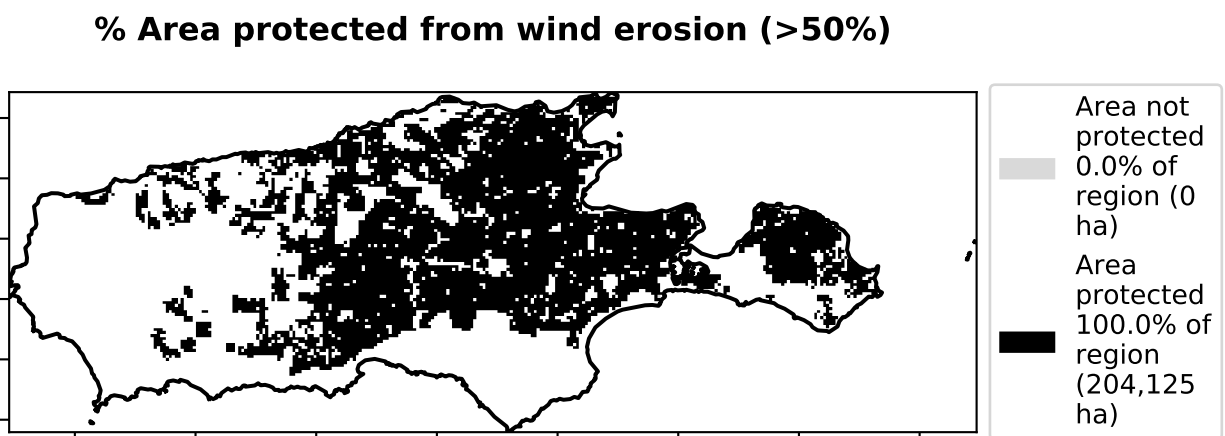 % Area protected from wind erosion (>50%)
Area not
protected
0.0% of
region (0
ha)
Area
protected
100.0% of
region
(204,125
ha)